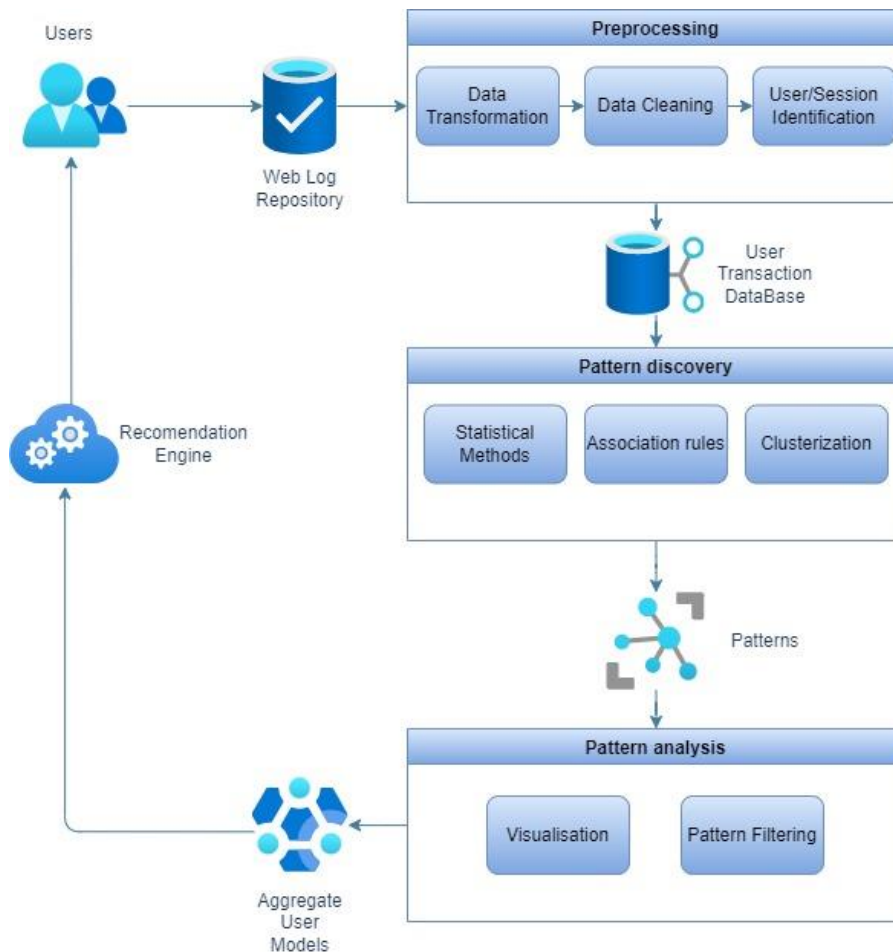 Users
Web Log
Repository
Preprocessing
Data
Transformation
Data Cleaning
User/Session
Identification
User
Transaction
DataBase
Pattern discovery
Statistical
Methods
Association rules
Clusterization
Recomendation
Engine
Patterns
Pattern analysis
Visualisation
Pattern Filtering
Aggregate
User
Models